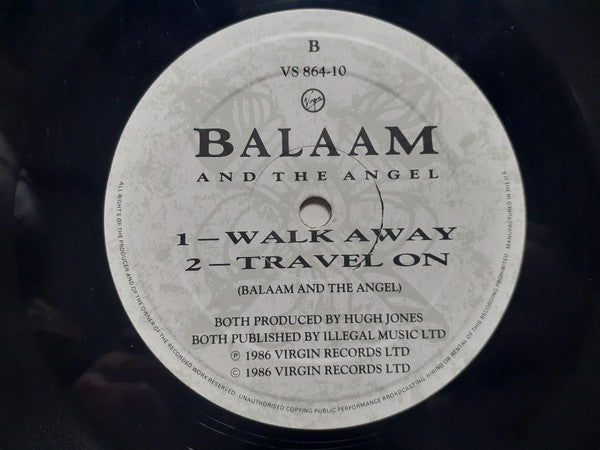 B
VS 864-10
Virgin
BALAAM
AND THE ANGEL
1–WALK AWAY
2–TRAVEL ON
(BALAAM AND THE ANGEL)
BOTH PRODUCED BY HUGH JONES
BOTH PUBLISHED BY ILLEGAL MUSIC LTD
℗ 1986 VIRGIN RECORDS LTD
© 1986 VIRGIN RECORDS LTD
ALL RIGHTS OF THE PRODUCER AND OF THE OWNER OF THE RECORDED WORK RESERVED. UNAUTHORISED COPYING PUBLIC PERFORMANCE BROADCASTING HIRING OR RENTAL OF THIS RECORDING PROHIBITED. MANUFACTURED IN THE U.K.